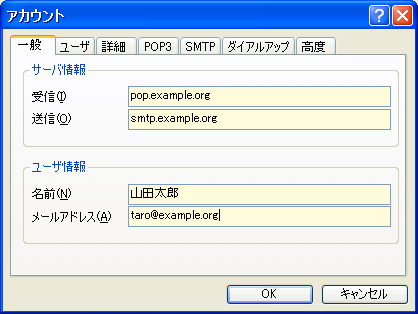 アカウント
一般 ユーザ 詳細 POP3 SMTP ダイアルアップ 高度
サーバ情報
受信(I) pop.example.org
送信(O) smtp.example.org
ユーザ情報
名前(N) 山田太郎
メールアドレス(A) taro@example.org
OK キャンセル